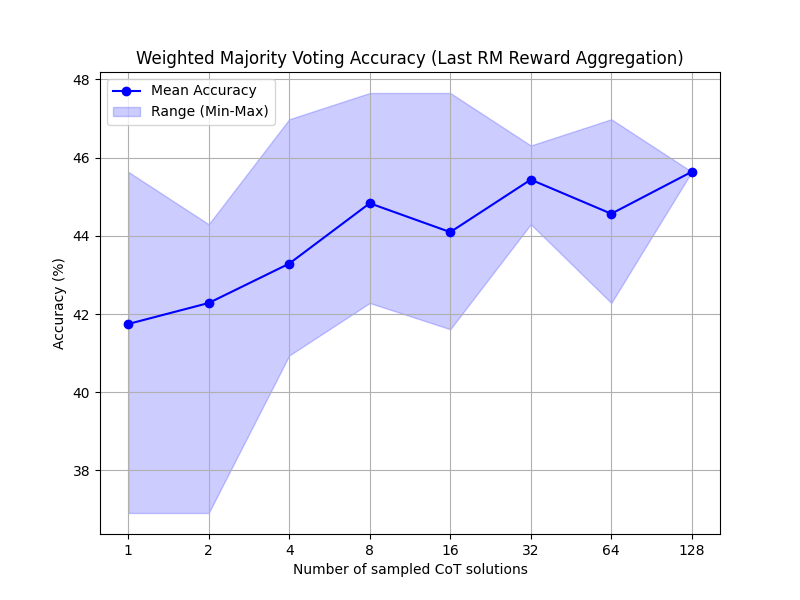 Weighted Majority Voting Accuracy (Last RM Reward Aggregation)
Mean Accuracy
Range (Min-Max)
48
46
44
42
40
38
Accuracy (%)
1 2 4 8 16 32 64 128
Number of sampled CoT solutions